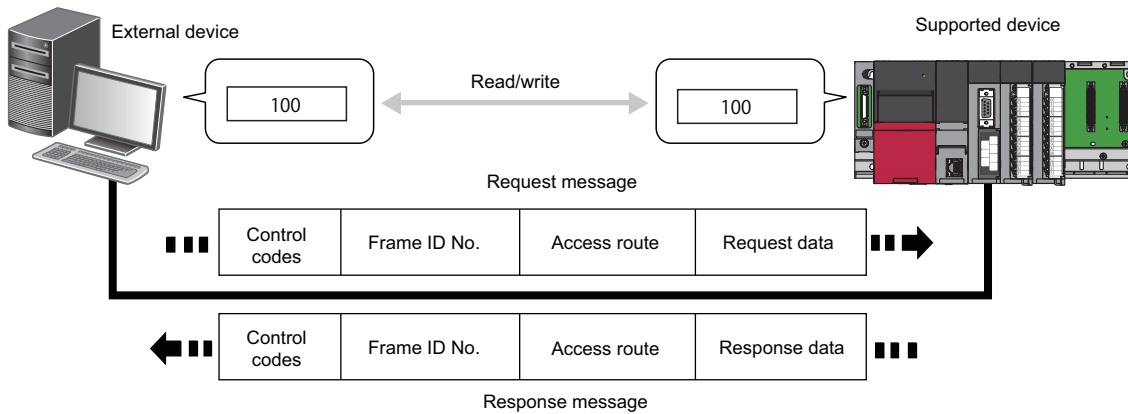 External device
Supported device
100
Read/write
100
Request message
Control
codes
Frame ID No.
Access route
Request data
Control
codes
Frame ID No.
Access route
Response data
Response message